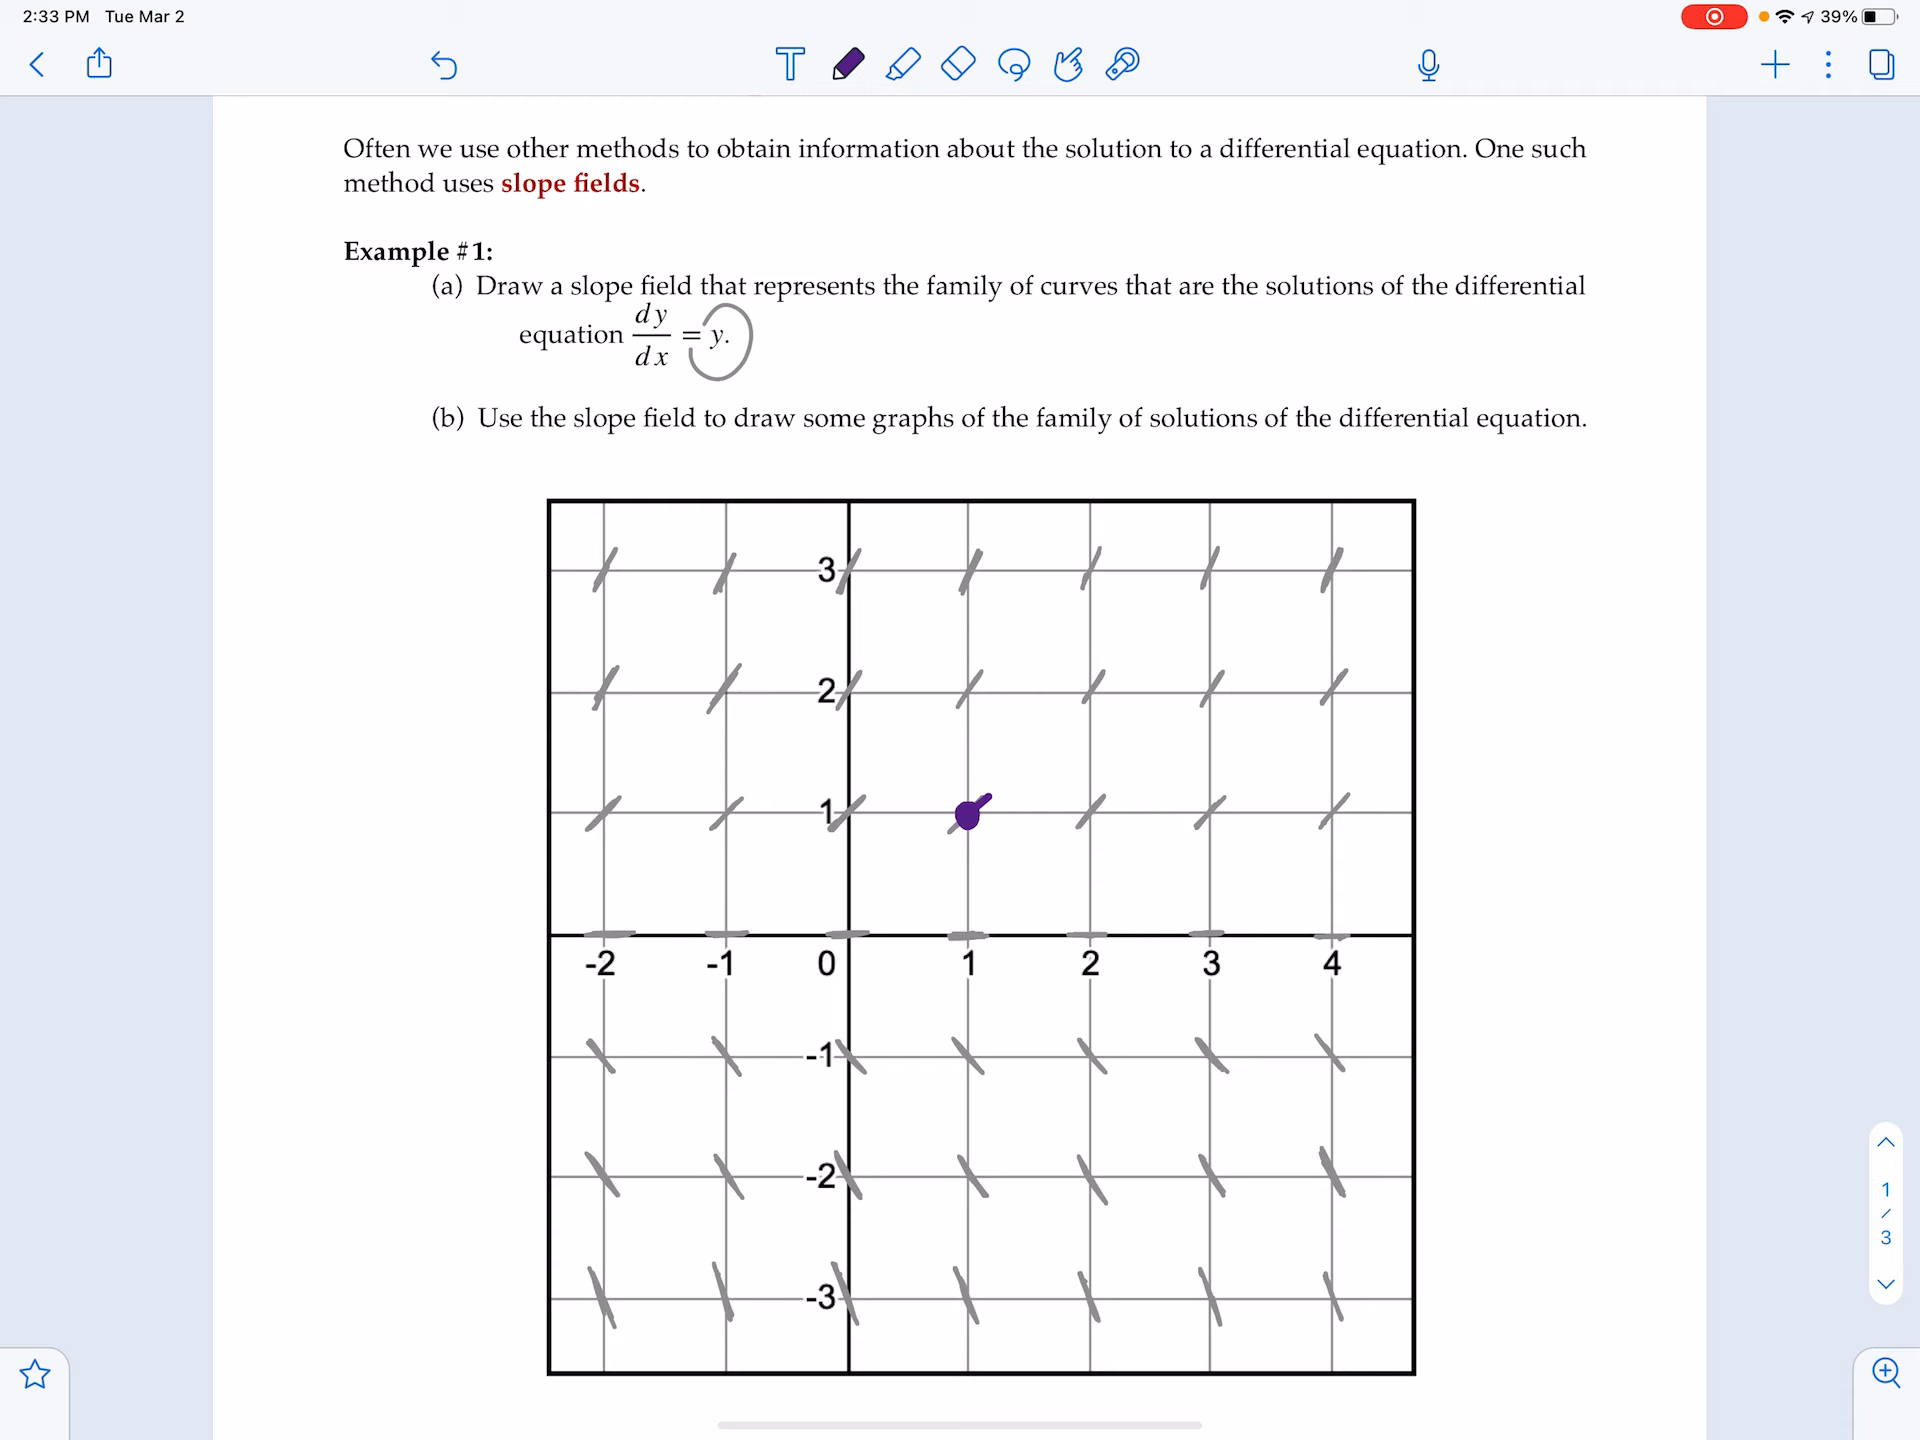 2:33 PM Tue Mar 2
39%
T
Often we use other methods to obtain information about the solution to a differential equation. One such
method uses slope fields.
Example #1:
(a) Draw a slope field that represents the family of curves that are the solutions of the differential
equation dy/dx = y.
(b) Use the slope field to draw some graphs of the family of solutions of the differential equation.
3
2
1
-2 -1 0 1 2 3 4
-1
-2
-3
1
/
3